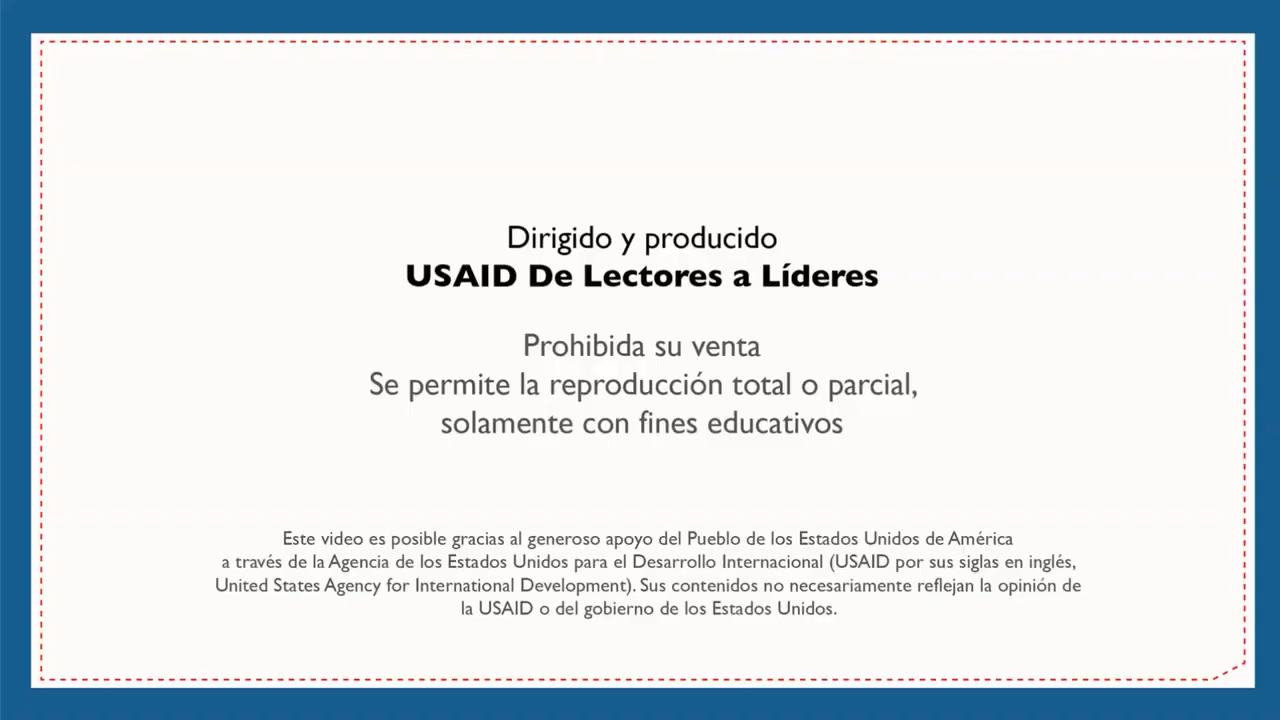 Dirigido y producido
USAID De Lectores a Líderes
Prohibida su venta
Se permite la reproducción total o parcial,
solamente con fines educativos
Este video es posible gracias al generoso apoyo del Pueblo de los Estados Unidos de América
a través de la Agencia de los Estados Unidos para el Desarrollo Internacional (USAID por sus siglas en inglés,
United States Agency for International Development). Sus contenidos no necesariamente reflejan la opinión de
la USAID o del gobierno de los Estados Unidos.